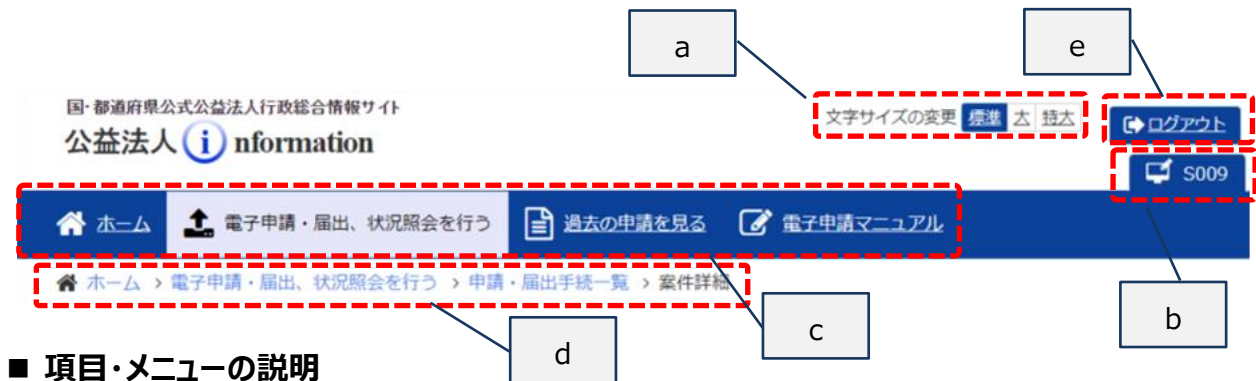 a
e
国・都道府県公式公益法人行政総合情報サイト
公益法人 i nformation
文字サイズの変更 標準 大 特大
ログアウト
S009
ホーム 電子申請・届出、状況照会を行う 過去の申請を見る 電子申請マニュアル
ホーム > 電子申請・届出、状況照会を行う > 申請・届出手続一覧 > 案件詳細
d
c
b
■ 項目・メニューの説明